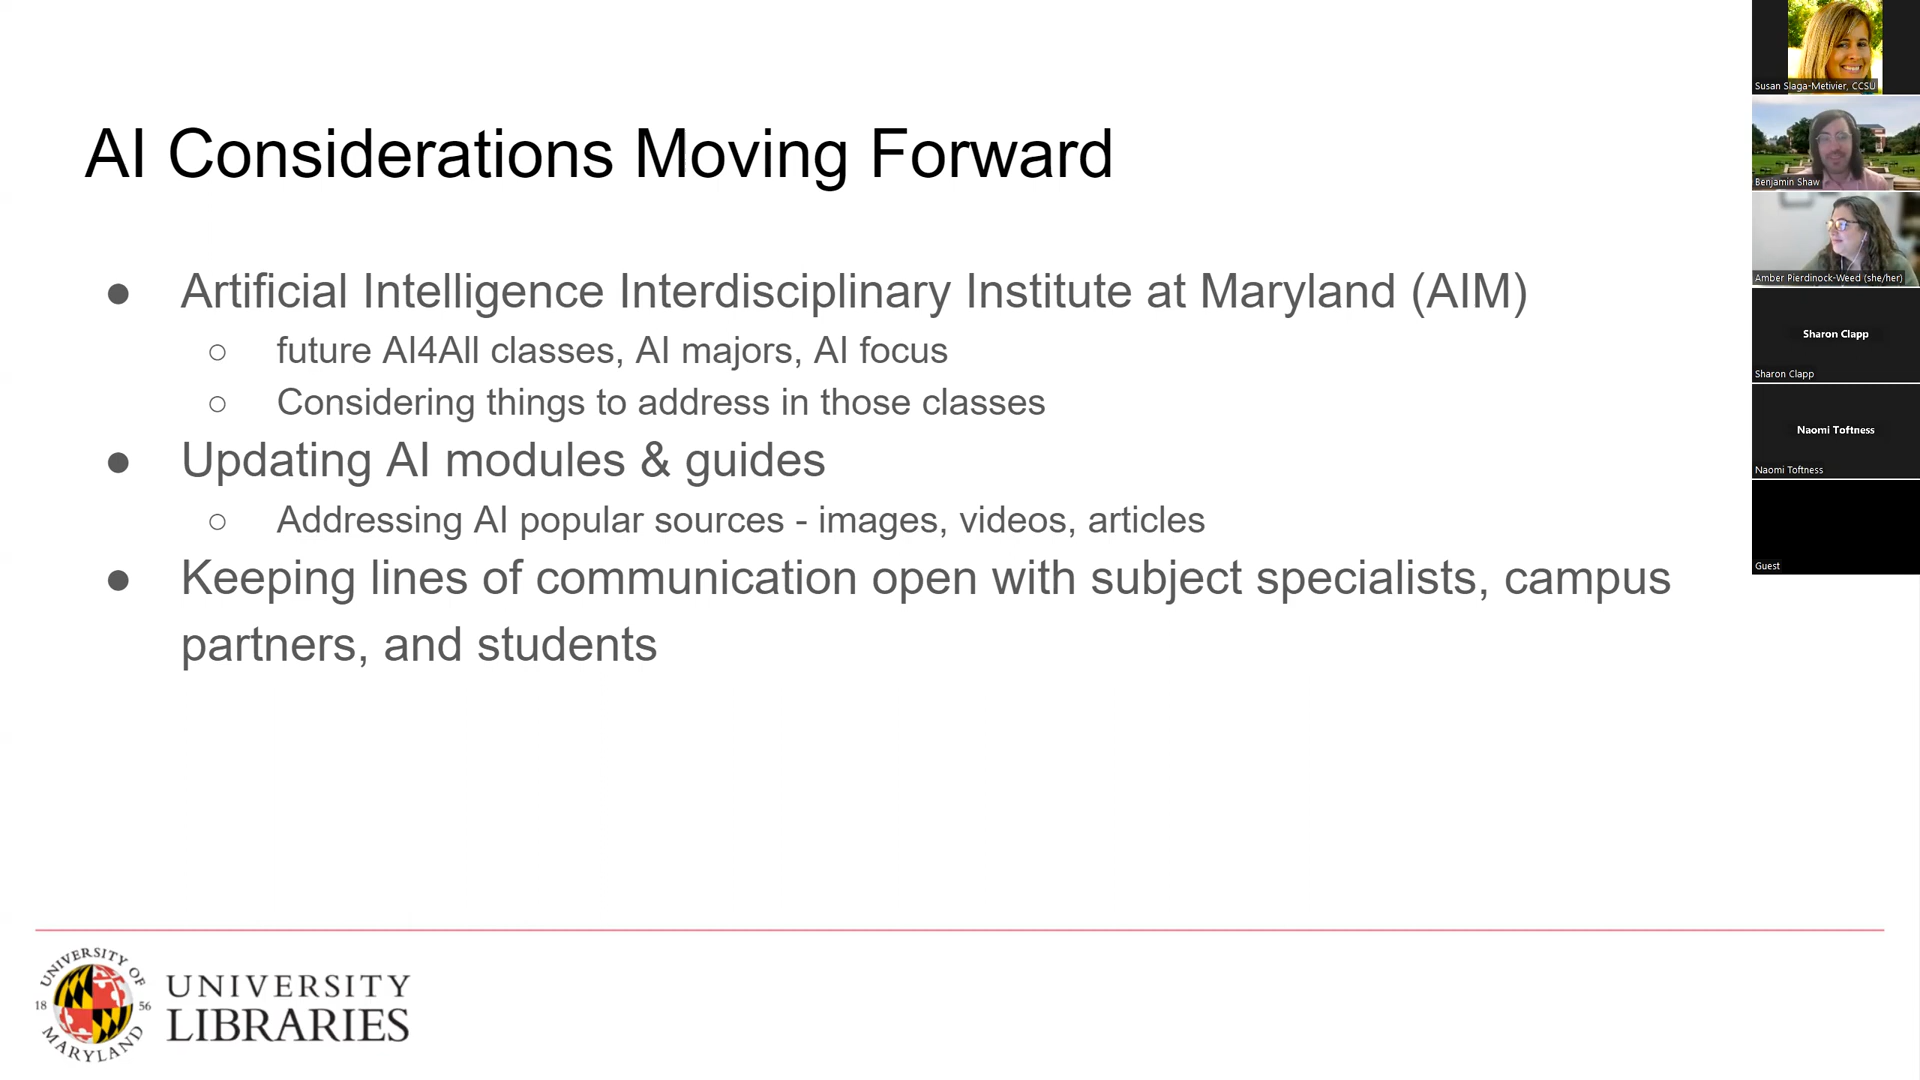 AI Considerations Moving Forward
● Artificial Intelligence Interdisciplinary Institute at Maryland (AIM)
○ future AI4All classes, AI majors, AI focus
○ Considering things to address in those classes
● Updating AI modules & guides
○ Addressing AI popular sources - images, videos, articles
● Keeping lines of communication open with subject specialists, campus
partners, and students
UNIVERSITY OF
18 56
MARYLAND
UNIVERSITY
LIBRARIES
Susan Slaga-Metivier, CCSU
Benjamin Shaw
Amber Pierdinock-Weed (she/her)
Sharon Clapp
Sharon Clapp
Naomi Toftness
Naomi Toftness
Guest